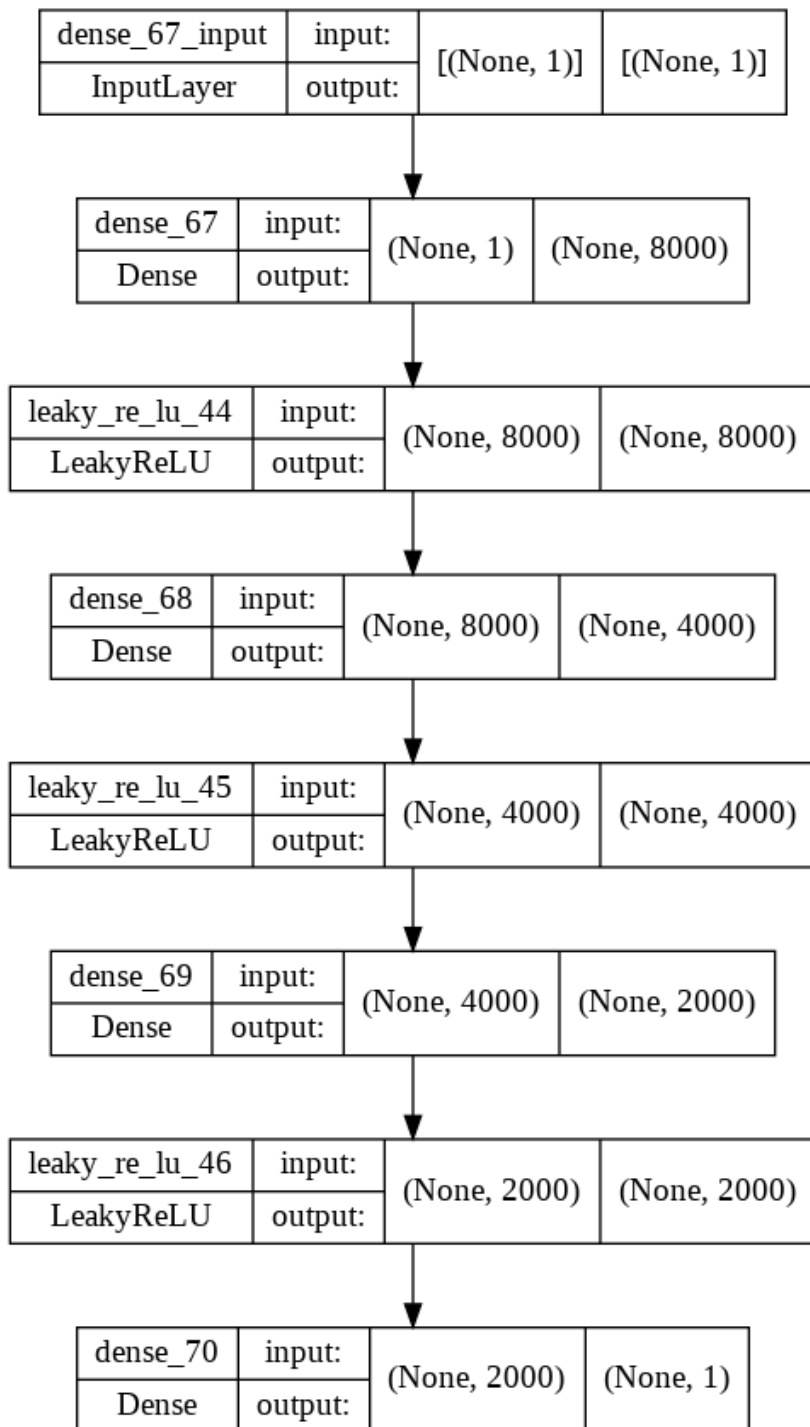 dense_67_input input: [(None, 1)] [(None, 1)]
InputLayer output:
dense_67 input: (None, 1) (None, 8000)
Dense output:
leaky_re_lu_44 input: (None, 8000) (None, 8000)
LeakyReLU output:
dense_68 input: (None, 8000) (None, 4000)
Dense output:
leaky_re_lu_45 input: (None, 4000) (None, 4000)
LeakyReLU output:
dense_69 input: (None, 4000) (None, 2000)
Dense output:
leaky_re_lu_46 input: (None, 2000) (None, 2000)
LeakyReLU output:
dense_70 input: (None, 2000) (None, 1)
Dense output: